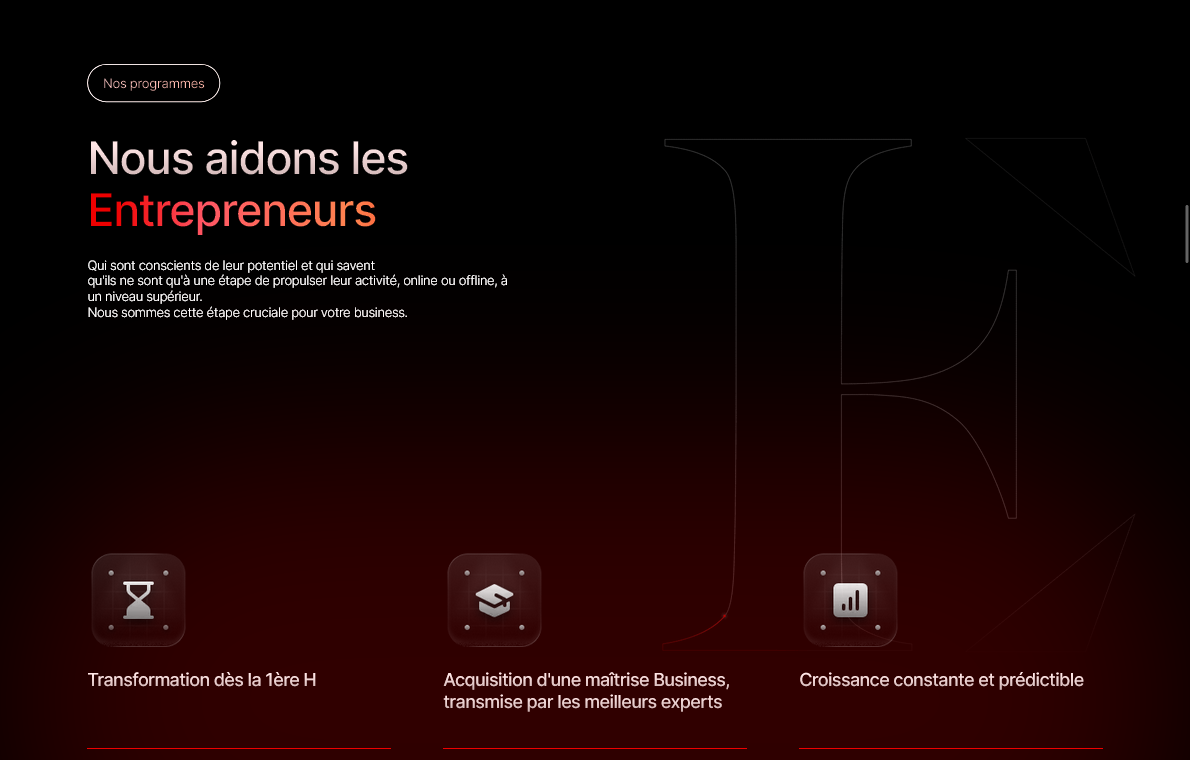 Nos programmes
Nous aidons les
Entrepreneurs
Qui sont conscients de leur potentiel et qui savent
qu'ils ne sont qu'à une étape de propulser leur activité, online ou offline, à
un niveau supérieur.
Nous sommes cette étape cruciale pour votre business.
Transformation dès la 1ère H
Acquisition d'une maîtrise Business,
transmise par les meilleurs experts
Croissance constante et prédictible